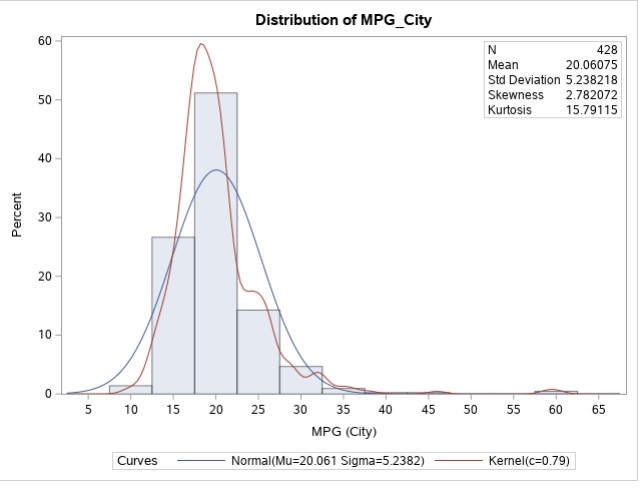 Distribution of MPG_City
60
50
40
30
20
10
0
Percent
N 428
Mean 20.06075
Std Deviation 5.238218
Skewness 2.782072
Kurtosis 15.79115
5 10 15 20 25 30 35 40 45 50 55 60 65
MPG (City)
Curves Normal(Mu=20.061 Sigma=5.2382) Kernel(c=0.79)